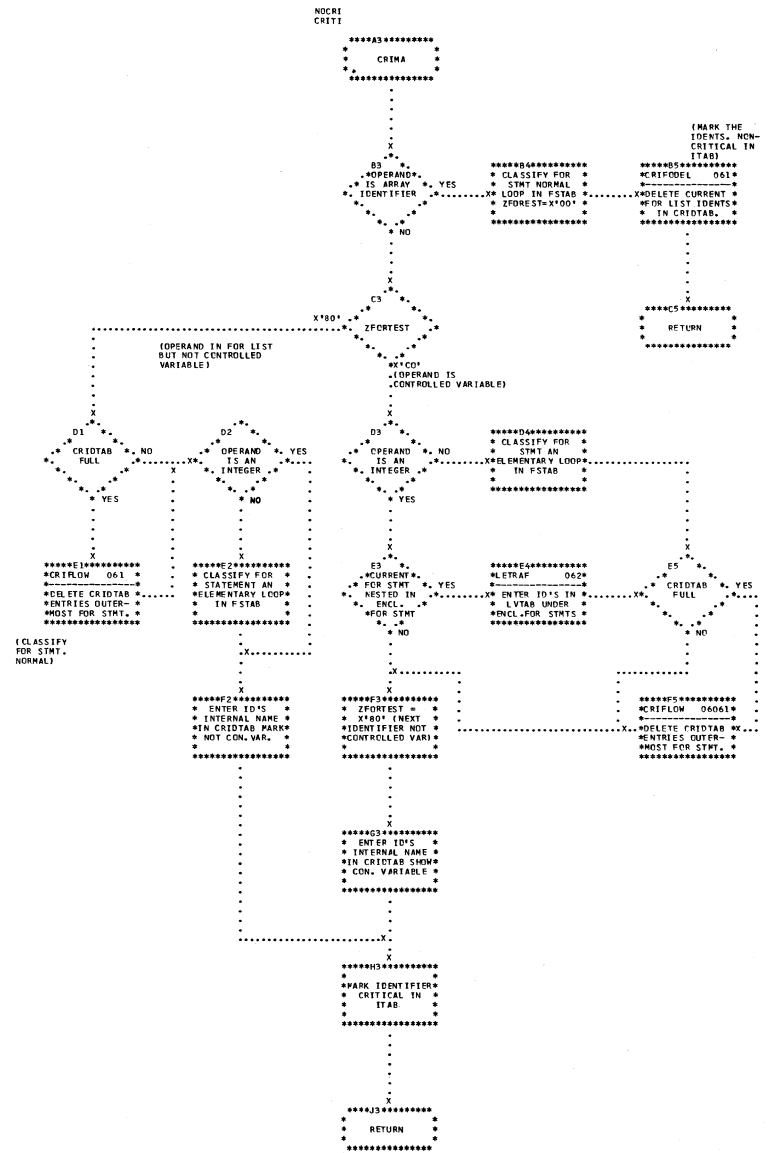 NOCRI
CRITI
A3
CRIMA
(MARK THE
IDENTS. NON-
CRITICAL IN
ITAB)
B3
OPERAND
IS ARRAY
IDENTIFIER
YES
NO
B4
CLASSIFY FOR
STMT NORMAL
LOOP IN FSTAB
ZFOREST=X'00'
B5
CRIFODEL 061
DELETE CURRENT
FOR LIST IDENTS
IN CRIDTAB.
C3
ZFORTEST
X'80'
(OPERAND IN FOR LIST
BUT NOT CONTROLLED
VARIABLE)
X'C0'
(OPERAND IS
CONTROLLED VARIABLE)
C5
RETURN
D1
CRIDTAB
FULL
NO
YES
D2
OPERAND
IS AN
INTEGER
YES
NO
D3
OPERAND
IS AN
INTEGER
NO
YES
D4
CLASSIFY FOR
STMT AN
ELEMENTARY LOOP
IN FSTAB
E1
CRIFLOW 061
DELETE CRIDTAB
ENTRIES OUTER-
MOST FOR STMT.
(CLASSIFY
FOR STMT.
NORMAL)
E2
CLASSIFY FOR
STATEMENT AN
ELEMENTARY LOOP
IN FSTAB
E3
CURRENT
FOR STMT
NESTED IN
ENCL.
FOR STMT
YES
NO
E4
LETRAF 062
ENTER ID'S IN
LVTAB UNDER
ENCL.FOR STMTS
E5
CRIDTAB
FULL
YES
NO
F2
ENTER ID'S
INTERNAL NAME
IN CRIDTAB MARK
NOT CON.VAR.
F3
ZFORTEST =
X'80' (NEXT
IDENTIFIER NOT
CONTROLLED VAR)
F5
CRIFLOW 06061
DELETE CRIDTAB
ENTRIES OUTER-
MOST FOR STMT.
G3
ENTER ID'S
INTERNAL NAME
IN CRIDTAB SHOW
CON. VARIABLE
H3
MARK IDENTIFIER
CRITICAL IN
ITAB
J3
RETURN